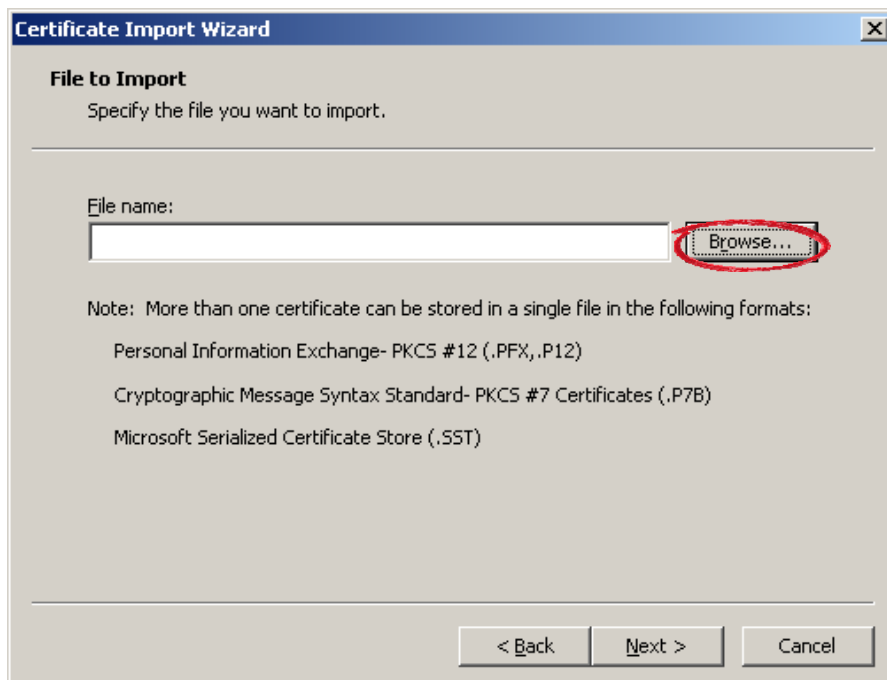 Certificate Import Wizard
File to Import
Specify the file you want to import.
File name:
Browse...
Note:  More than one certificate can be stored in a single file in the following formats:
Personal Information Exchange- PKCS #12 (.PFX,.P12)
Cryptographic Message Syntax Standard- PKCS #7 Certificates (.P7B)
Microsoft Serialized Certificate Store (.SST)
< Back
Next >
Cancel